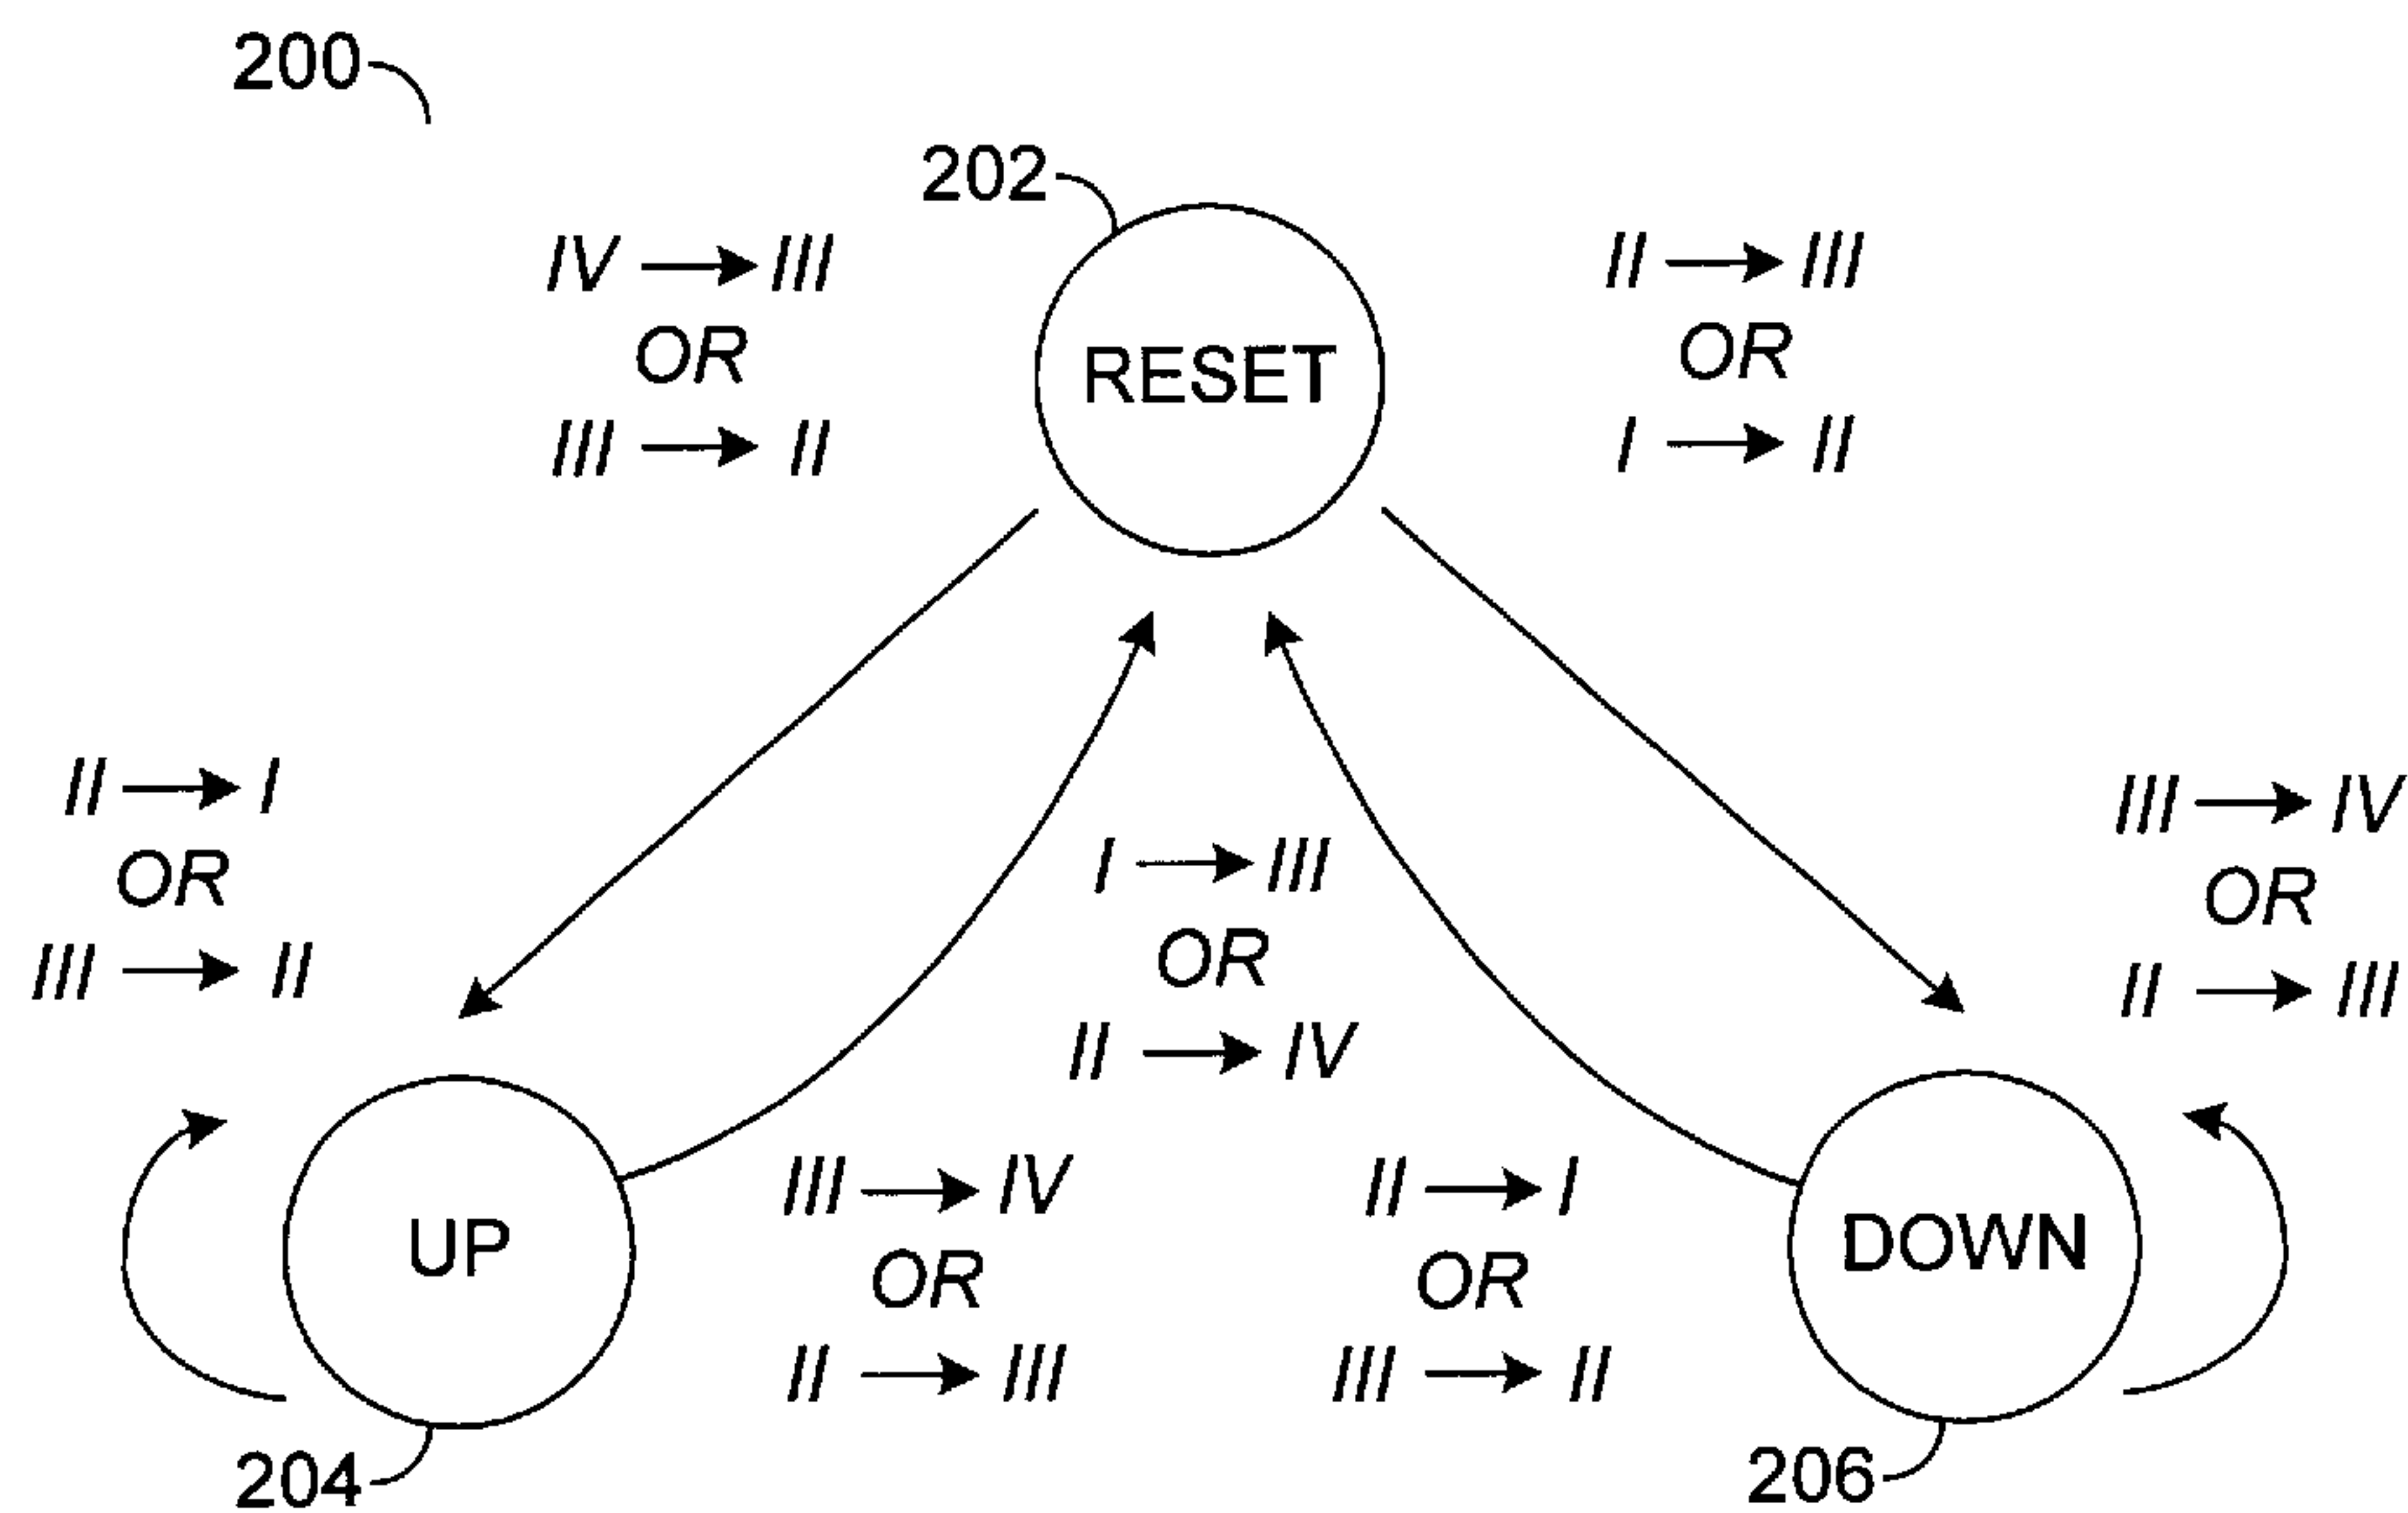 200
202
IV → III
OR
III → II
RESET
II → III
OR
I → II
II → I
OR
III → II
I → III
OR
II → IV
III → IV
OR
II → III
UP
III → IV
OR
II → III
II → I
OR
III → II
DOWN
204
206